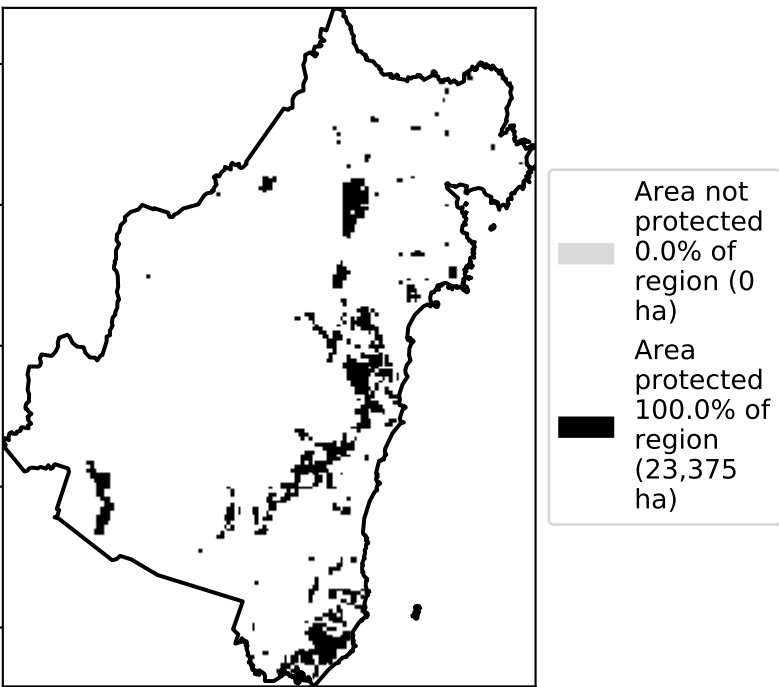 Area not
protected
0.0% of
region (0
ha)
Area
protected
100.0% of
region
(23,375
ha)